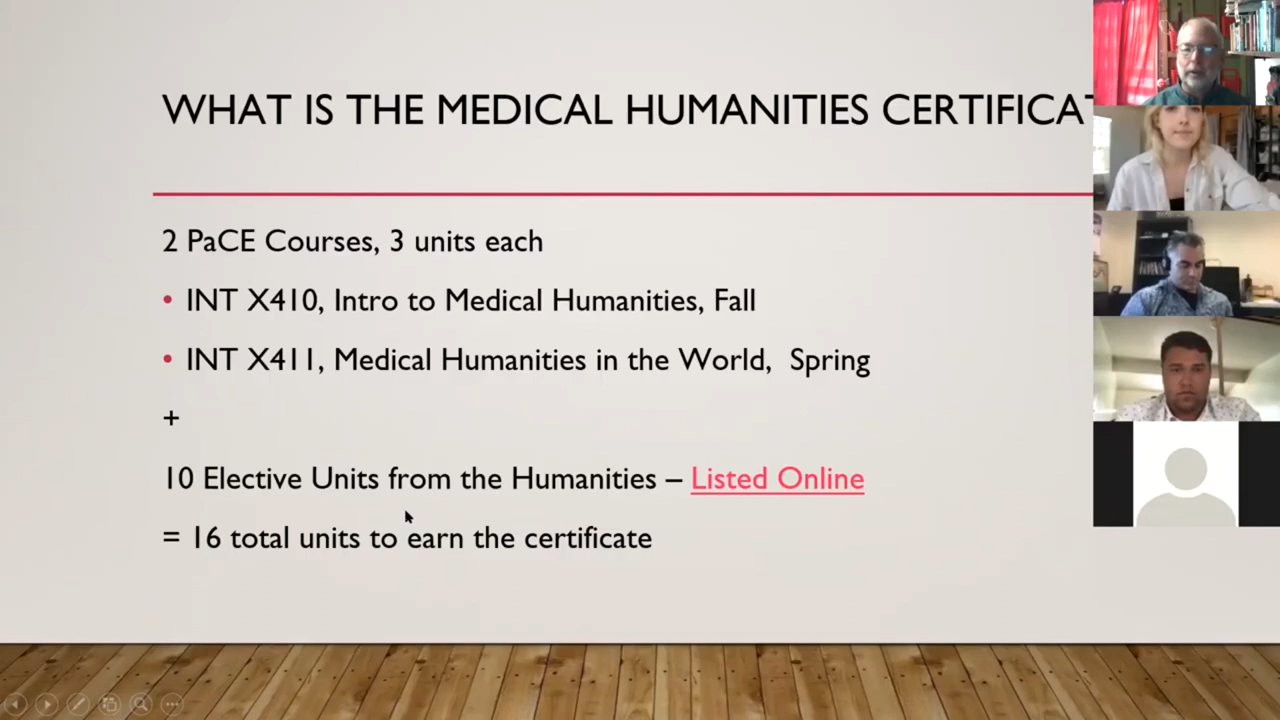 WHAT IS THE MEDICAL HUMANITIES CERTIFICAT
2 PaCE Courses, 3 units each
• INT X410, Intro to Medical Humanities, Fall
• INT X411, Medical Humanities in the World, Spring
+
10 Elective Units from the Humanities – Listed Online
= 16 total units to earn the certificate